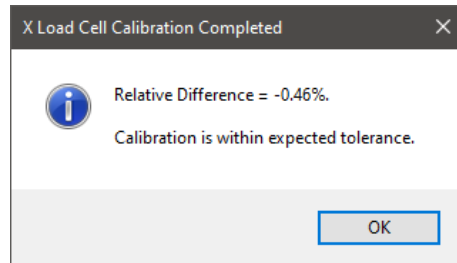 X Load Cell Calibration Completed
Relative Difference = -0.46%.
Calibration is within expected tolerance.
OK